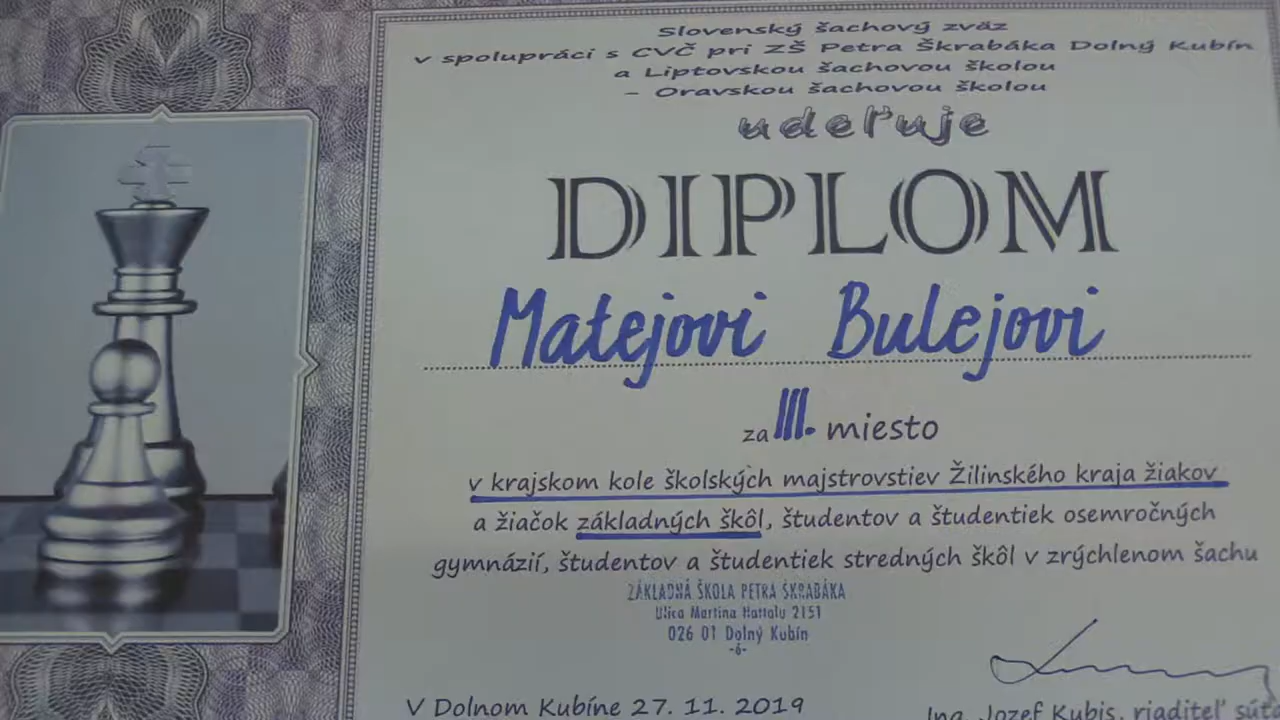 Slovenský šachový zväz
v spolupráci s CVČ pri ZŠ Petra Škrabáka Dolný Kubín
a Liptovskou šachovou školou
– Oravskou šachovou školou
udeľuje
DIPLOM
Matejovi Bulejovi
za III. miesto
v krajskom kole školských majstrovstiev Žilinského kraja žiakov
a žiačok základných škôl, študentov a študentiek osemročných
gymnázií, študentov a študentiek stredných škôl v zrýchlenom šachu
ZÁKLADNÁ ŠKOLA PETRA ŠKRABÁKA
Ulica Martina Hattalu 2151
026 01 Dolný Kubín
-6-
V Dolnom Kubíne 27. 11. 2019
Ing. Jozef Kubis, riaditeľ